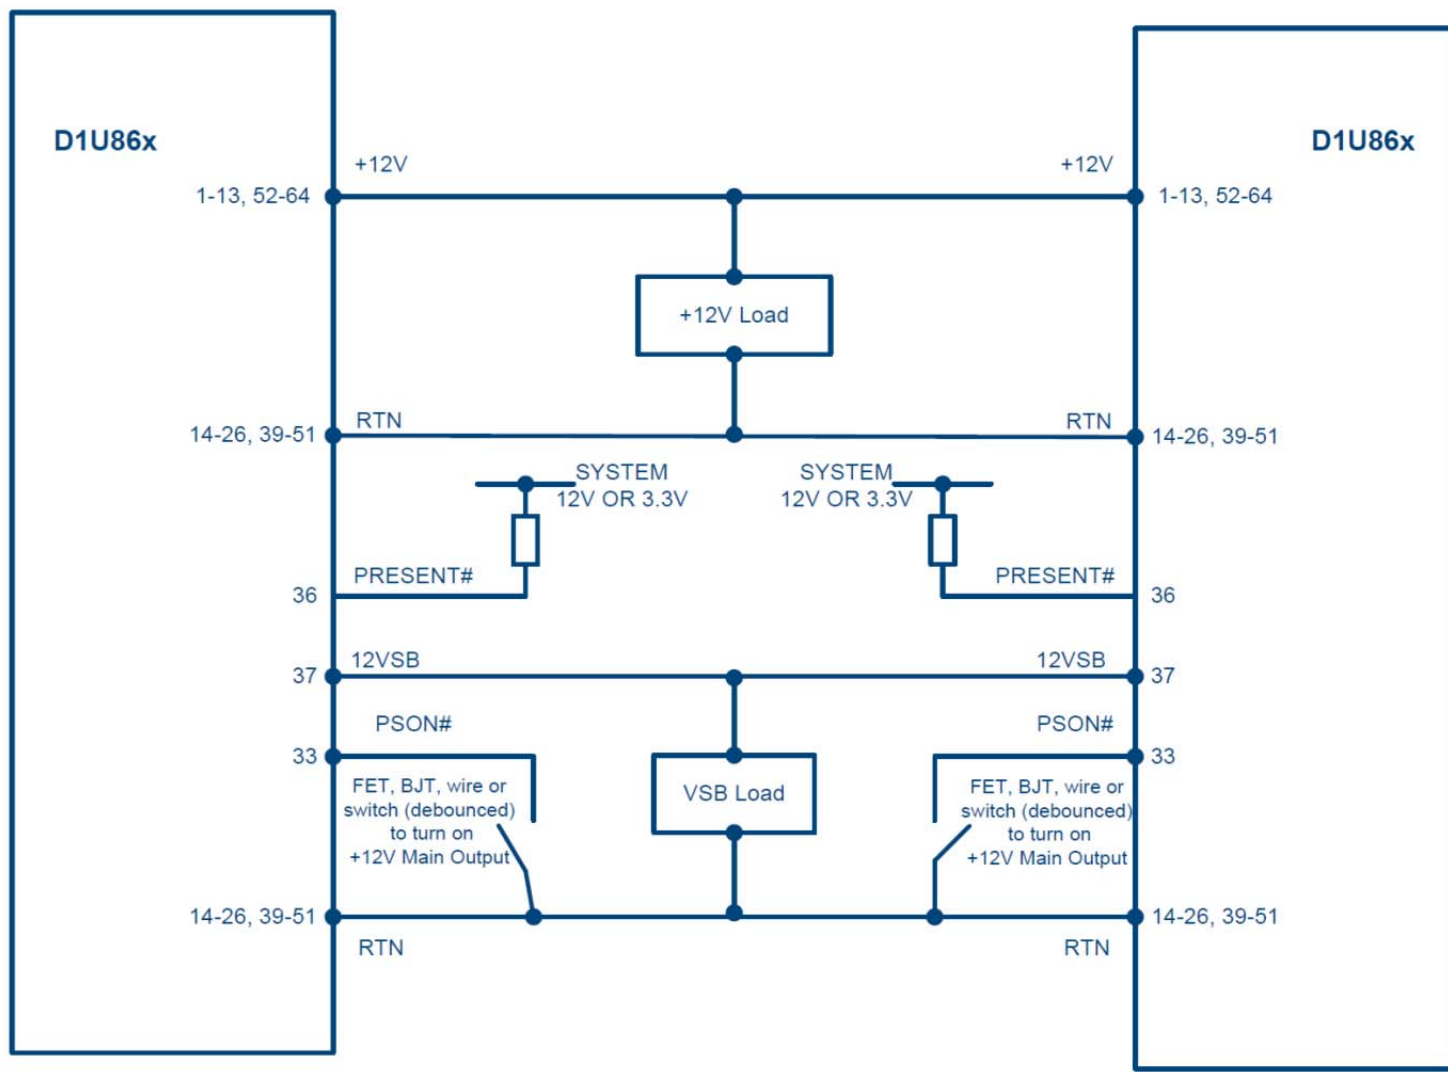 D1U86x
D1U86x
+12V
+12V
1-13, 52-64
1-13, 52-64
+12V Load
RTN
RTN
14-26, 39-51
14-26, 39-51
SYSTEM
12V OR 3.3V
SYSTEM
12V OR 3.3V
PRESENT#
PRESENT#
36
36
12VSB
12VSB
37
37
PSON#
PSON#
33
33
FET, BJT, wire or
switch (debounced)
to turn on
+12V Main Output
VSB Load
FET, BJT, wire or
switch (debounced)
to turn on
+12V Main Output
14-26, 39-51
14-26, 39-51
RTN
RTN